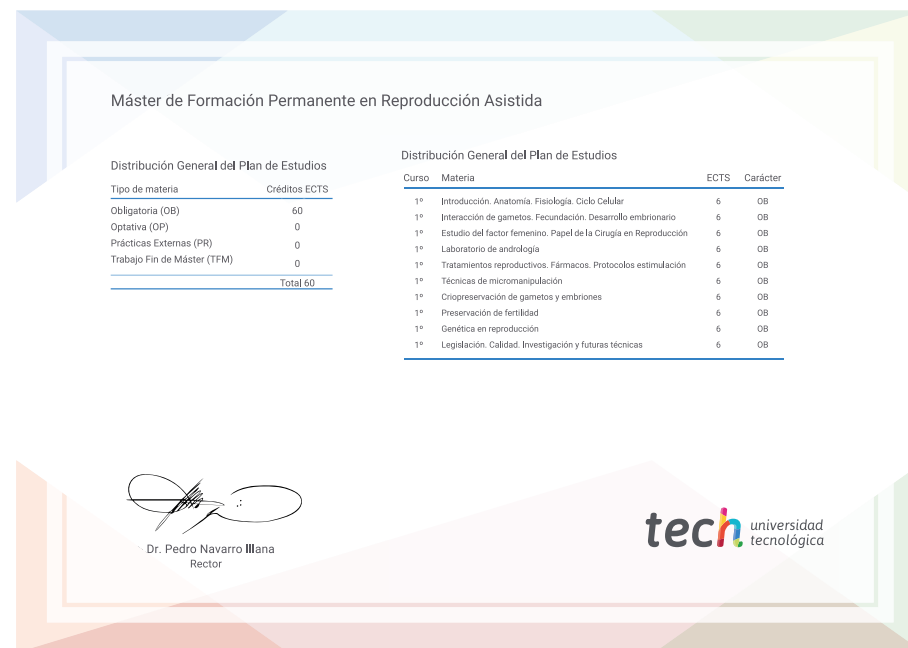 Máster de Formación Permanente en Reproducción Asistida
Distribución General del Plan de Estudios
Tipo de materia Créditos ECTS
Obligatoria (OB) 60
Optativa (OP) 0
Prácticas Externas (PR) 0
Trabajo Fin de Máster (TFM) 0
Total 60
Distribución General del Plan de Estudios
Curso Materia ECTS Carácter
1º Introducción. Anatomía. Fisiología. Ciclo Celular 6 OB
1º Interacción de gametos. Fecundación. Desarrollo embrionario 6 OB
1º Estudio del factor femenino. Papel de la Cirugía en Reproducción 6 OB
1º Laboratorio de andrología 6 OB
1º Tratamientos reproductivos. Fármacos. Protocolos estimulación 6 OB
1º Técnicas de micromanipulación 6 OB
1º Criopreservación de gametos y embriones 6 OB
1º Preservación de fertilidad 6 OB
1º Genética en reproducción 6 OB
1º Legislación. Calidad. Investigación y futuras técnicas 6 OB
Dr. Pedro Navarro Illana
Rector
tech universidad
tecnológica